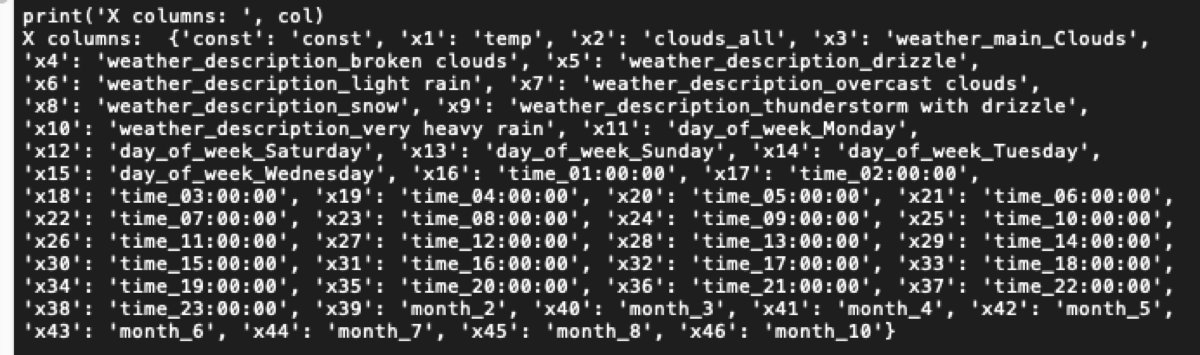 print('X columns: ', col)
X columns:  {'const': 'const', 'x1': 'temp', 'x2': 'clouds_all', 'x3': 'weather_main_Clouds',
'x4': 'weather_description_broken clouds', 'x5': 'weather_description_drizzle',
'x6': 'weather_description_light rain', 'x7': 'weather_description_overcast clouds',
'x8': 'weather_description_snow', 'x9': 'weather_description_thunderstorm with drizzle',
'x10': 'weather_description_very heavy rain', 'x11': 'day_of_week_Monday',
'x12': 'day_of_week_Saturday', 'x13': 'day_of_week_Sunday', 'x14': 'day_of_week_Tuesday',
'x15': 'day_of_week_Wednesday', 'x16': 'time_01:00:00', 'x17': 'time_02:00:00',
'x18': 'time_03:00:00', 'x19': 'time_04:00:00', 'x20': 'time_05:00:00', 'x21': 'time_06:00:00',
'x22': 'time_07:00:00', 'x23': 'time_08:00:00', 'x24': 'time_09:00:00', 'x25': 'time_10:00:00',
'x26': 'time_11:00:00', 'x27': 'time_12:00:00', 'x28': 'time_13:00:00', 'x29': 'time_14:00:00',
'x30': 'time_15:00:00', 'x31': 'time_16:00:00', 'x32': 'time_17:00:00', 'x33': 'time_18:00:00',
'x34': 'time_19:00:00', 'x35': 'time_20:00:00', 'x36': 'time_21:00:00', 'x37': 'time_22:00:00',
'x38': 'time_23:00:00', 'x39': 'month_2', 'x40': 'month_3', 'x41': 'month_4', 'x42': 'month_5',
'x43': 'month_6', 'x44': 'month_7', 'x45': 'month_8', 'x46': 'month_10'}